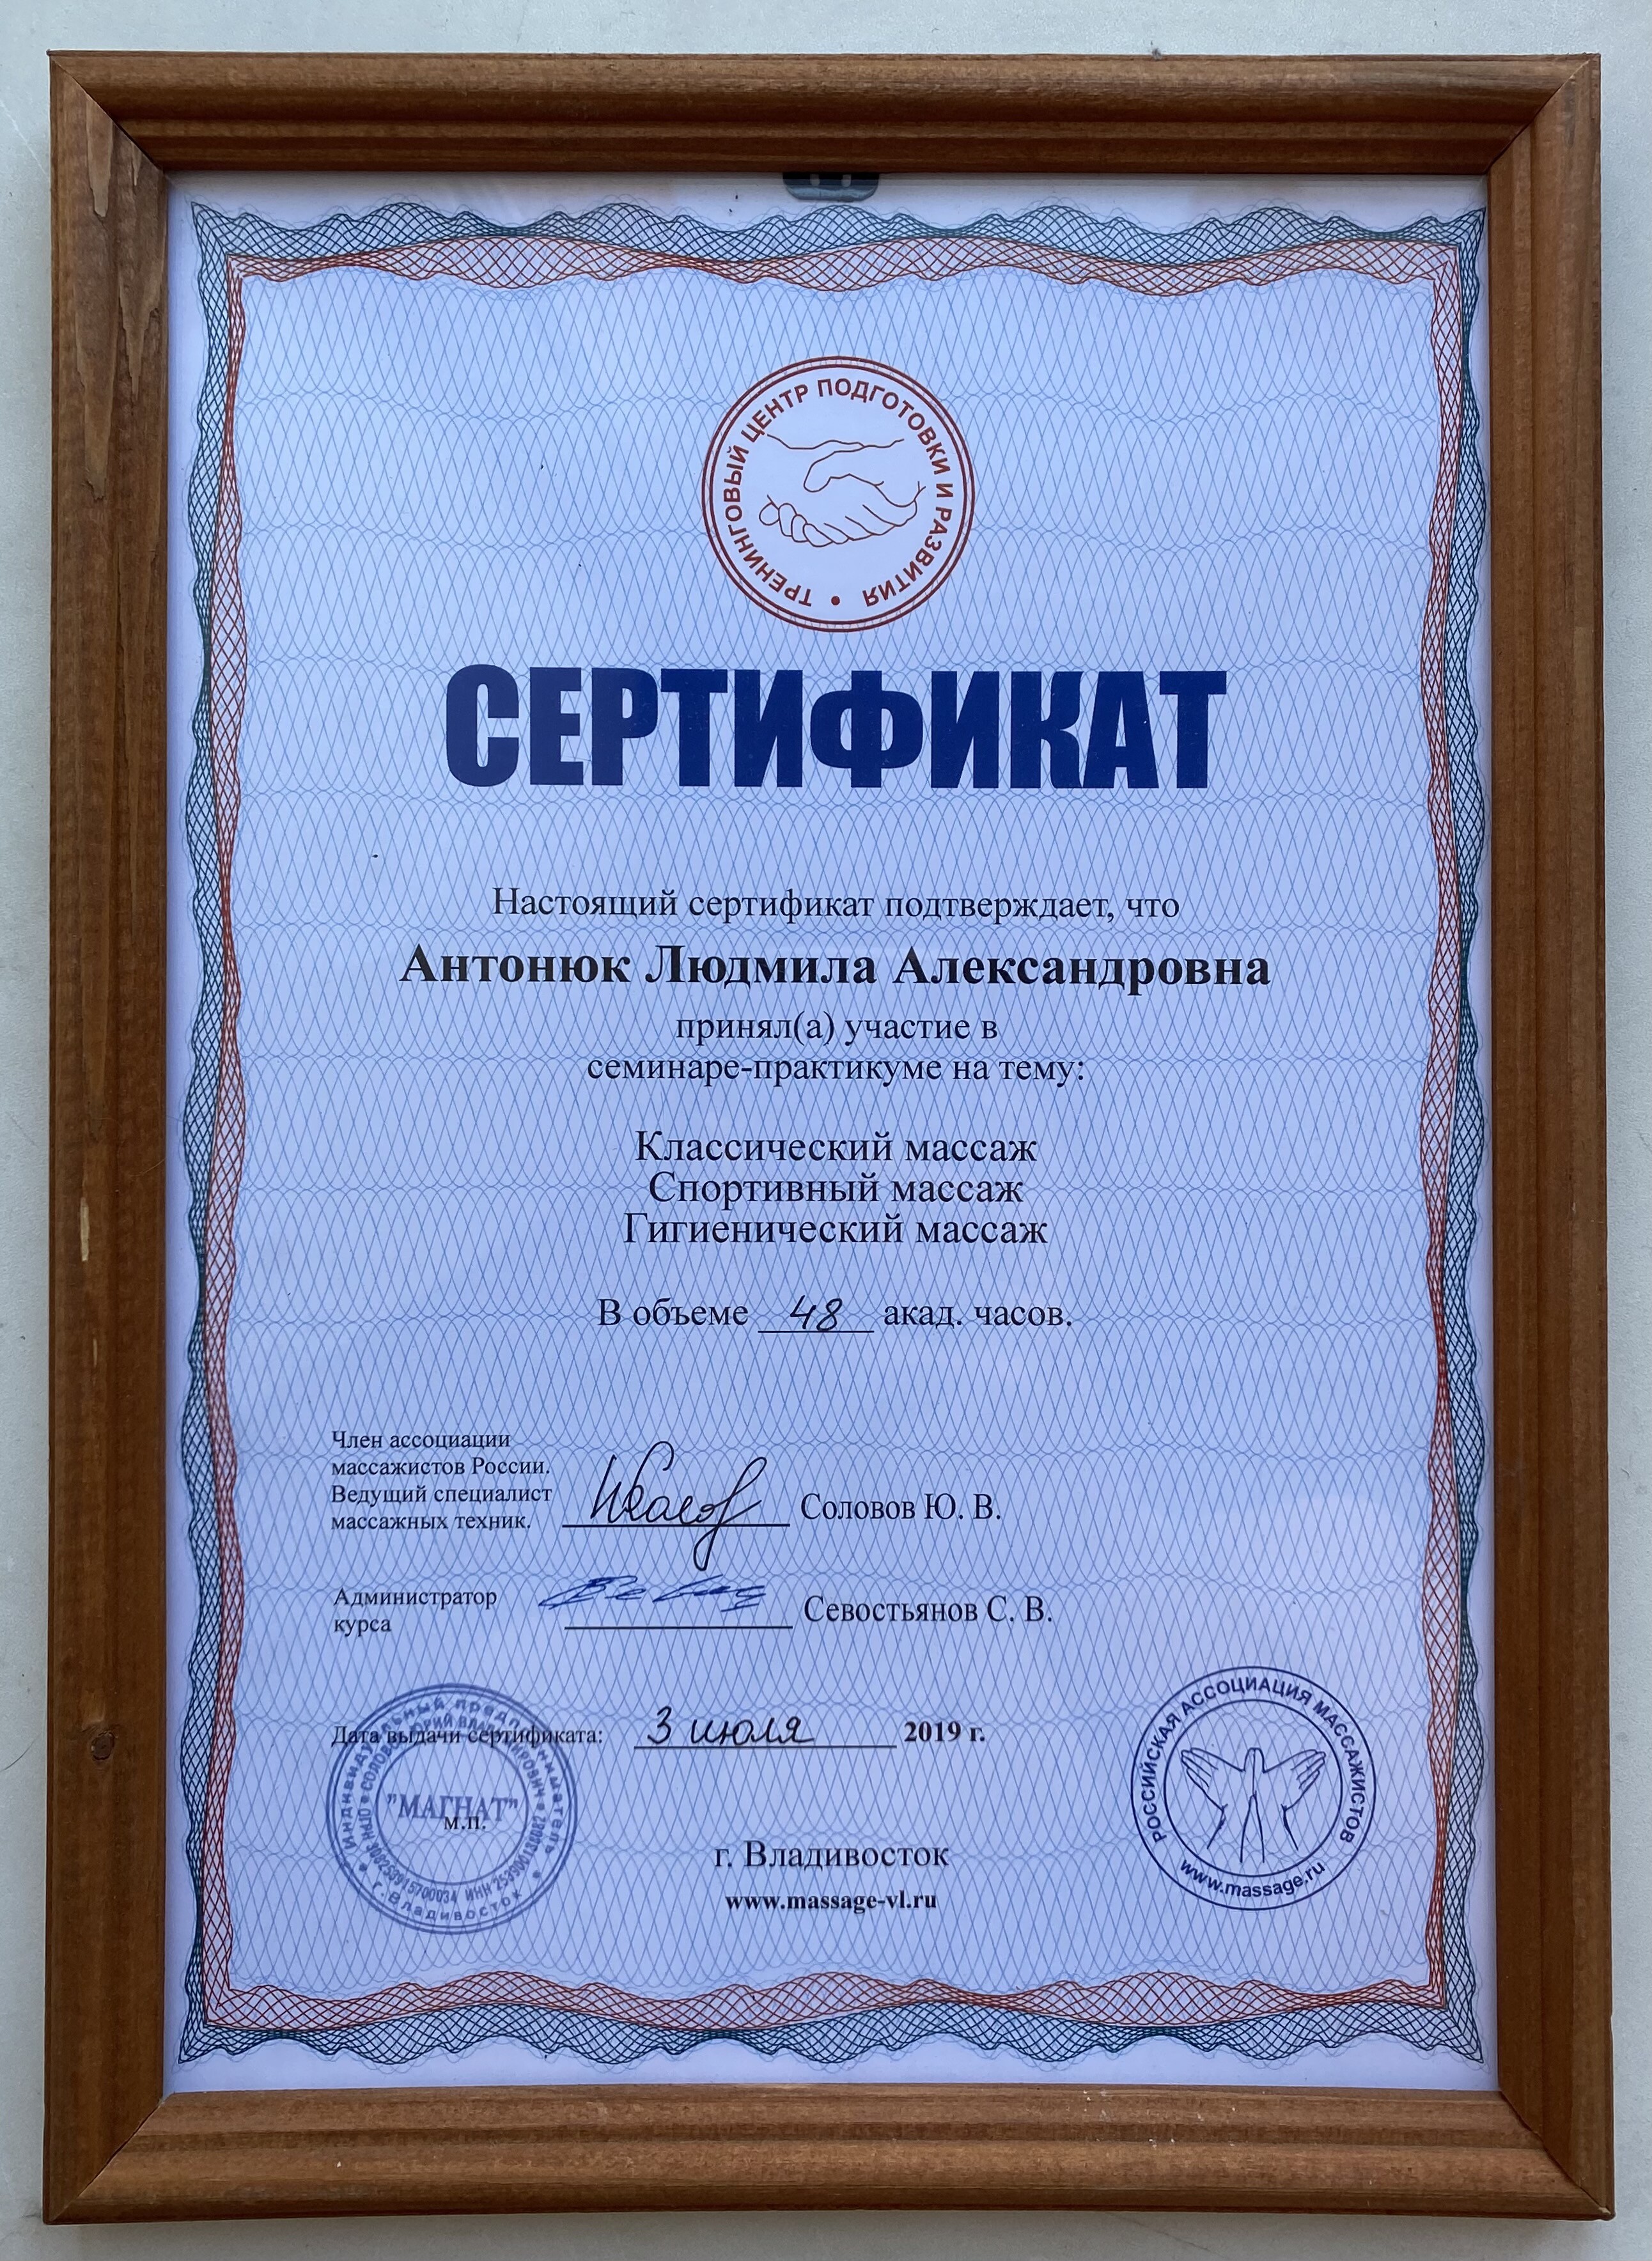 ТРЕНИНГОВЫЙ ЦЕНТР ПОДГОТОВКИ И РАЗВИТИЯ •
СЕРТИФИКАТ
Настоящий сертификат подтверждает, что
Антонюк Людмила Александровна
принял(а) участие в
семинаре-практикуме на тему:
Классический массаж
Спортивный массаж
Гигиенический массаж
В объеме 48 акад. часов.
Член ассоциации
массажистов России.
Ведущий специалист
массажных техник.
Соловов Ю. В.
Администратор
курса
Севостьянов С. В.
Дата выдачи сертификата: 3 июля 2019 г.
Индивидуальный предприниматель
г. Владивосток
"МАГНАТ"
м.п.
г. Владивосток
www.massage-vl.ru
РОССИЙСКАЯ АССОЦИАЦИЯ МАССАЖИСТОВ
www.massage.ru